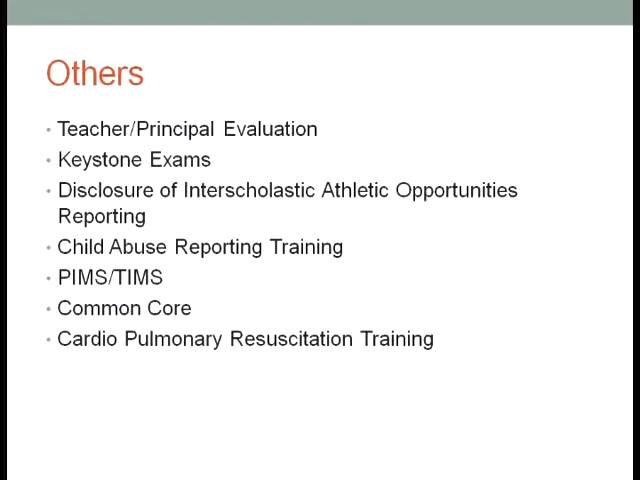 Others
• Teacher/Principal Evaluation
• Keystone Exams
• Disclosure of Interscholastic Athletic Opportunities
Reporting
• Child Abuse Reporting Training
• PIMS/TIMS
• Common Core
• Cardio Pulmonary Resuscitation Training